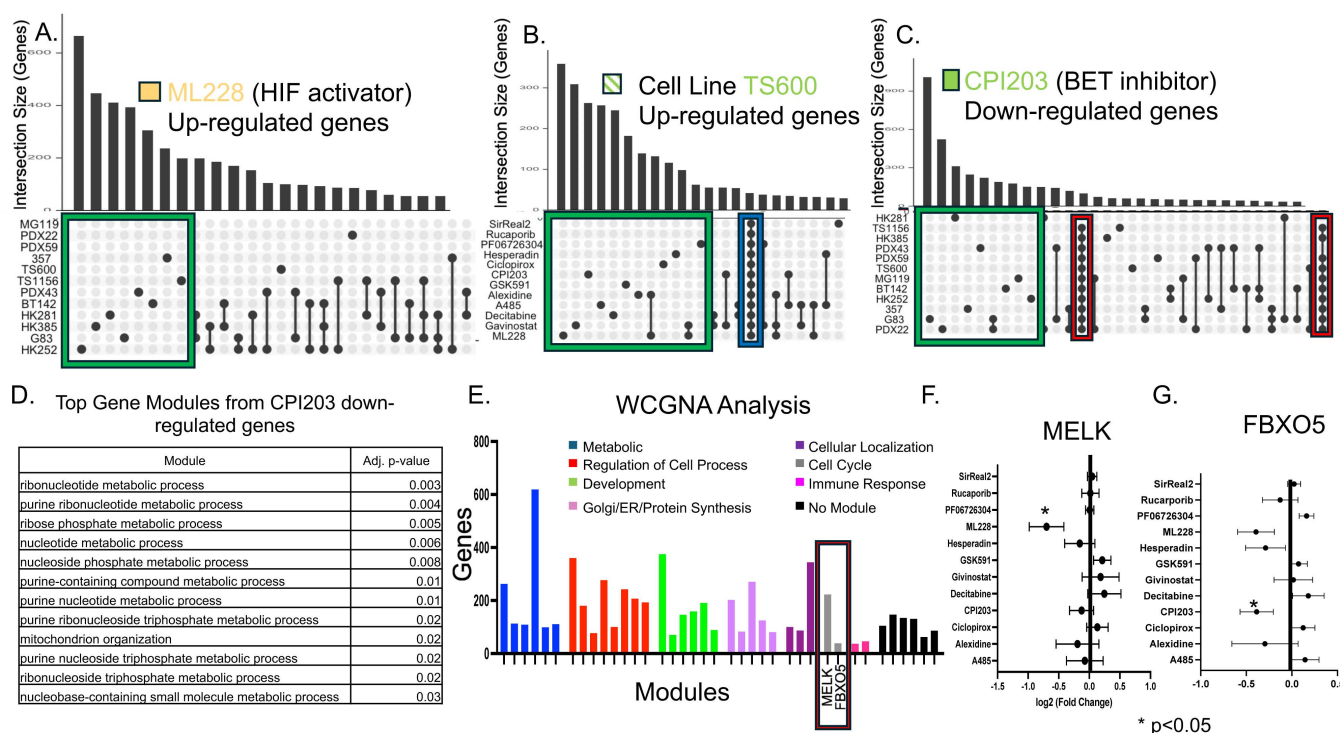 A.
Intersection Size (Genes)
600
400
200
0
ML228 (HIF activator)
Up-regulated genes
MG119
PDX22
PDX59
357
TS600
TS1156
PDX43
BT142
HK281
HK385
G83
HK252
B.
Intersection Size (Genes)
300
200
100
0
Cell Line TS600
Up-regulated genes
SirReal2
Rucaporib
PF06726304
Hesperadin
Ciclopirox
CPI203
GSK591
Alexidine
A485
Decitabine
Gavinostat
ML228
C.
Intersection Size (Genes)
900
600
300
0
CPI203 (BET inhibitor)
Down-regulated genes
HK281
TS1156
HK385
PDX43
PDX59
TS600
MG119
BT142
HK252
357
G83
PDX22
D.
Top Gene Modules from CPI203 down-
regulated genes
Module Adj. p-value
ribonucleotide metabolic process 0.003
purine ribonucleotide metabolic process 0.004
ribose phosphate metabolic process 0.005
nucleotide metabolic process 0.006
nucleoside phosphate metabolic process 0.008
purine-containing compound metabolic process 0.01
purine nucleotide metabolic process 0.01
purine ribonucleoside triphosphate metabolic process 0.02
mitochondrion organization 0.02
purine nucleoside triphosphate metabolic process 0.02
ribonucleoside triphosphate metabolic process 0.02
nucleobase-containing small molecule metabolic process 0.03
E.
WCGNA Analysis
Genes
800
600
400
200
0
Metabolic
Regulation of Cell Process
Development
Golgi/ER/Protein Synthesis
Cellular Localization
Cell Cycle
Immune Response
No Module
MELK
FBXO5
Modules
F.
MELK
SirReal2
Rucaporib
PF06726304
ML228
*
Hesperadin
GSK591
Givinostat
Decitabine
CPI203
Ciclopirox
Alexidine
A485
-1.5 -1.0 -0.5 0.0 0.5 1.0
log2 (Fold Change)
G.
FBXO5
SirReal2
Rucarporib
PF06726304
ML228
Hesperadin
GSK591
Givinostat
Decitabine
CPI203
*
Ciclopirox
Alexidine
A485
-1.0 -0.5 0.0
* p<0.05